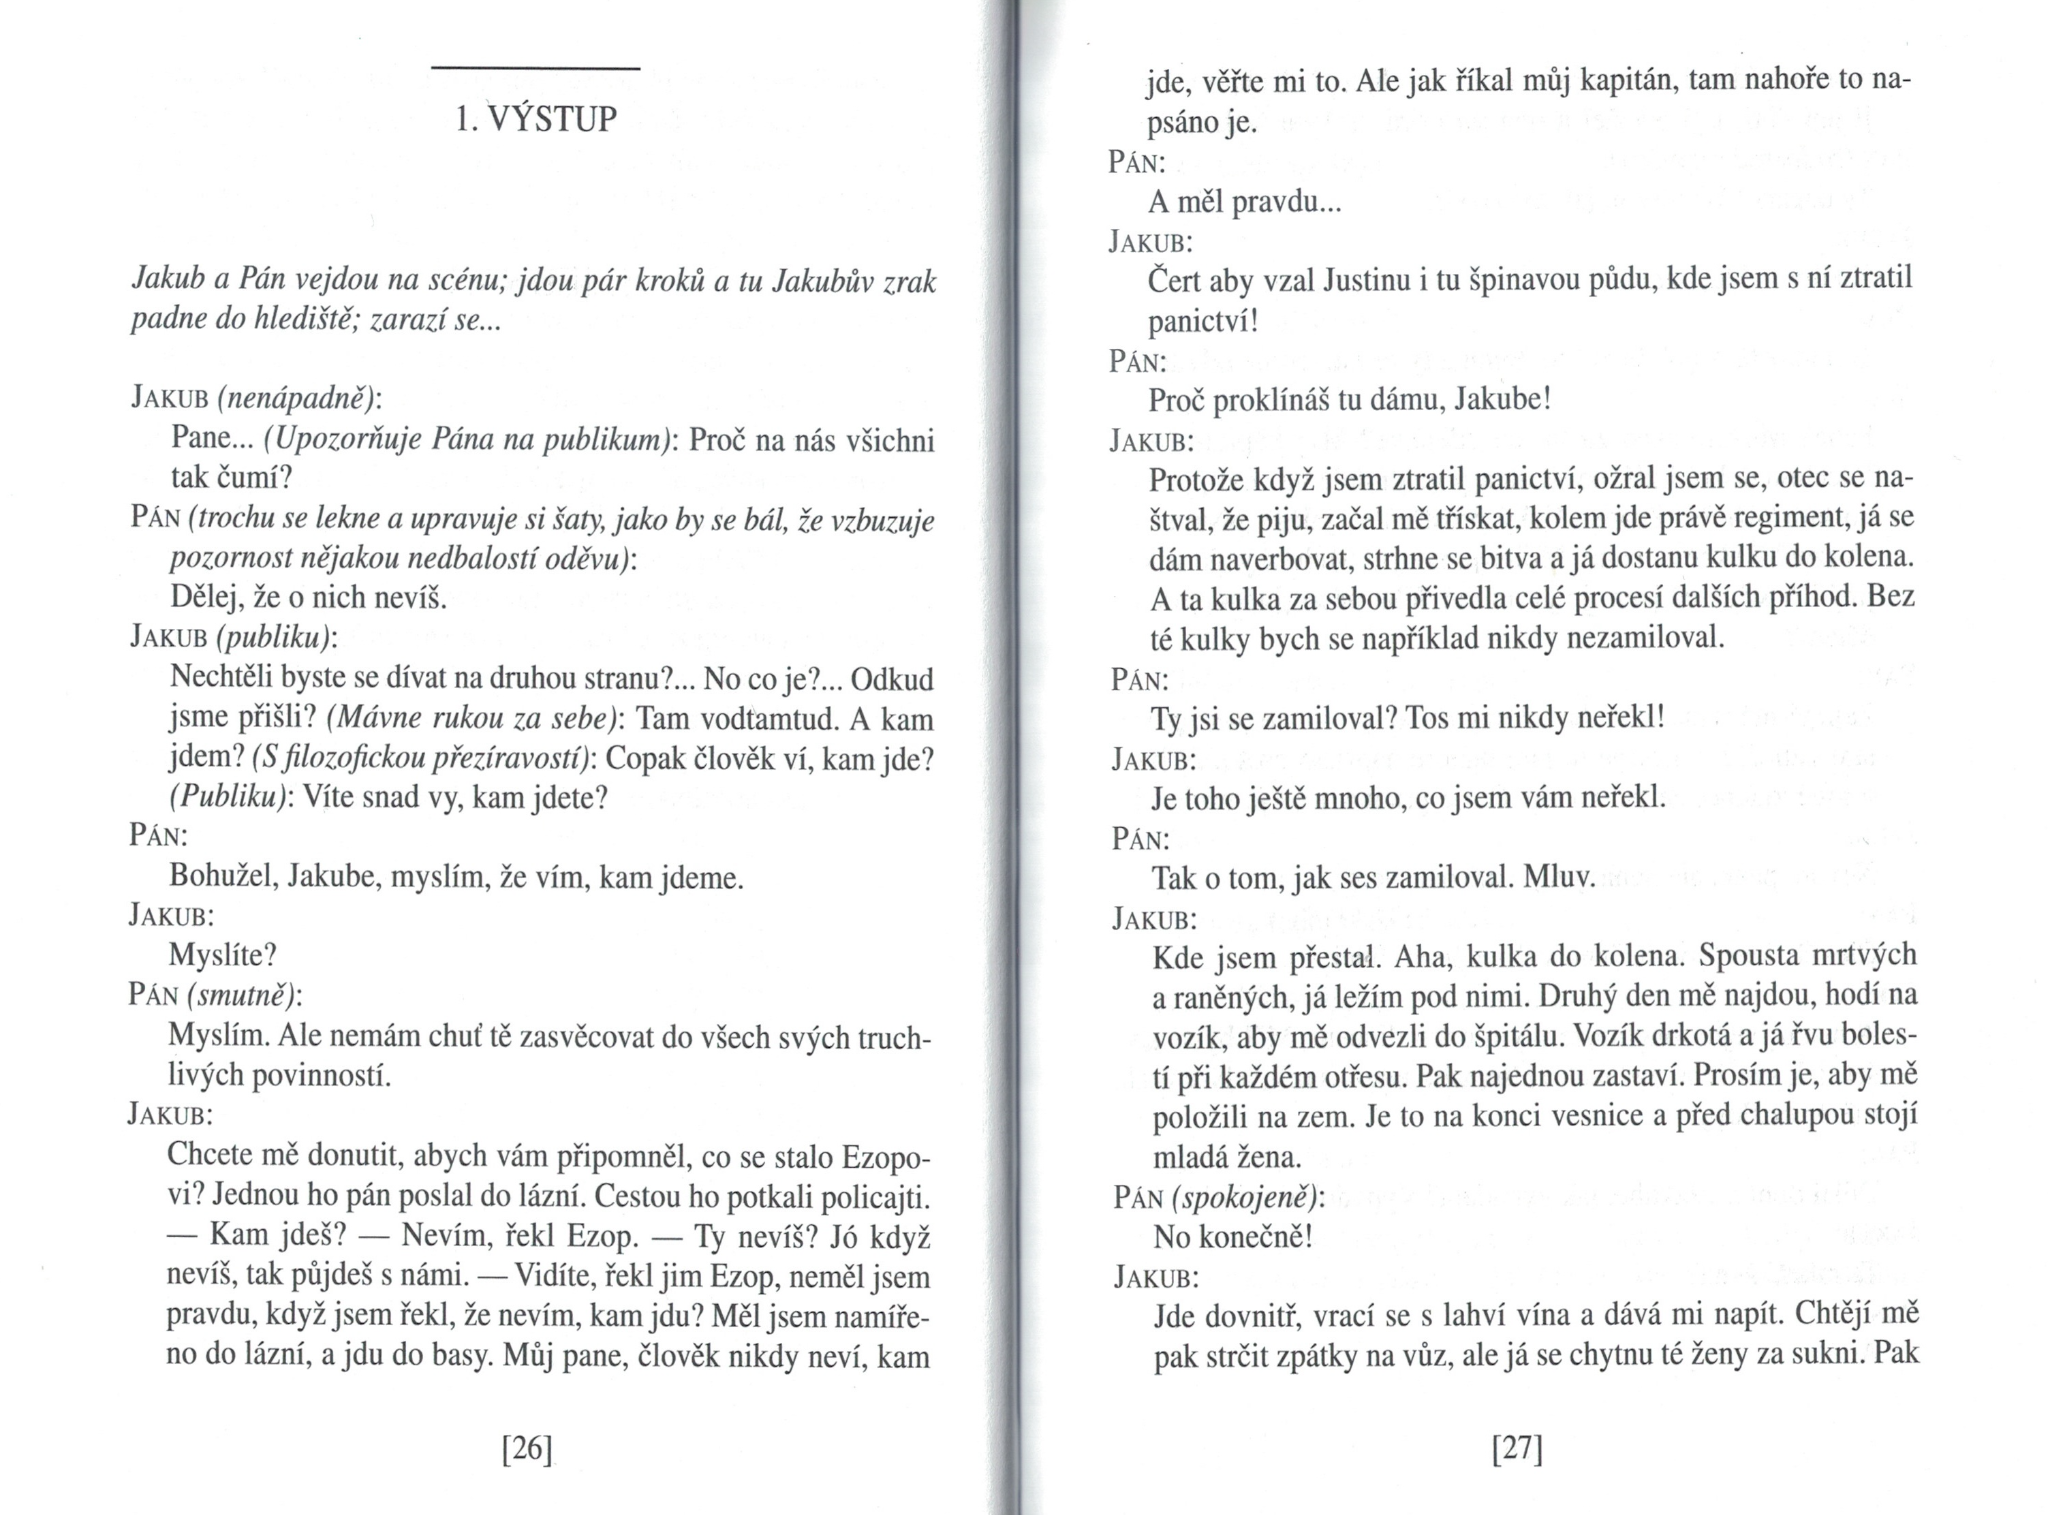 1. VÝSTUP
Jakub a Pán vejdou na scénu; jdou pár kroků a tu Jakubův zrak
padne do hlediště; zarazí se...
JAKUB (nenápadně):
Pane... (Upozorňuje Pána na publikum): Proč na nás všichni
tak čumí?
PÁN (trochu se lekne a upravuje si šaty, jako by se bál, že vzbuzuje
pozornost nějakou nedbalostí oděvu):
Dělej, že o nich nevíš.
JAKUB (publiku):
Nechtěli byste se dívat na druhou stranu?... No co je?... Odkud
jsme přišli? (Mávne rukou za sebe): Tam vodtamtud. A kam
jdem? (S filozofickou přezíravostí): Copak člověk ví, kam jde?
(Publiku): Víte snad vy, kam jdete?
PÁN:
Bohužel, Jakube, myslím, že vím, kam jdeme.
JAKUB:
Myslíte?
PÁN (smutně):
Myslím. Ale nemám chuť tě zasvěcovat do všech svých truch-
livých povinností.
JAKUB:
Chcete mě donutit, abych vám připomněl, co se stalo Ezopo-
vi? Jednou ho pán poslal do lázní. Cestou ho potkali policajti.
— Kam jdeš? — Nevím, řekl Ezop. — Ty nevíš? Jó když
nevíš, tak půjdeš s námi. — Vidíte, řekl jim Ezop, neměl jsem
pravdu, když jsem řekl, že nevím, kam jdu? Měl jsem namíře-
no do lázní, a jdu do basy. Můj pane, člověk nikdy neví, kam
[26]
jde, věřte mi to. Ale jak říkal můj kapitán, tam nahoře to na-
psáno je.
PÁN:
A měl pravdu...
JAKUB:
Čert aby vzal Justinu i tu špinavou půdu, kde jsem s ní ztratil
panictví!
PÁN:
Proč proklínáš tu dámu, Jakube!
JAKUB:
Protože když jsem ztratil panictví, ožral jsem se, otec se na-
štval, že piju, začal mě třískat, kolem jde právě regiment, já se
dám naverbovat, strhne se bitva a já dostanu kulku do kolena.
A ta kulka za sebou přivedla celé procesí dalších příhod. Bez
té kulky bych se například nikdy nezamiloval.
PÁN:
Ty jsi se zamiloval? Tos mi nikdy neřekl!
JAKUB:
Je toho ještě mnoho, co jsem vám neřekl.
PÁN:
Tak o tom, jak ses zamiloval. Mluv.
JAKUB:
Kde jsem přestal. Aha, kulka do kolena. Spousta mrtvých
a raněných, já ležím pod nimi. Druhý den mě najdou, hodí na
vozík, aby mě odvezli do špitálu. Vozík drkotá a já řvu boles-
tí při každém otřesu. Pak najednou zastaví. Prosím je, aby mě
položili na zem. Je to na konci vesnice a před chalupou stojí
mladá žena.
PÁN (spokojeně):
No konečně!
JAKUB:
Jde dovnitř, vrací se s lahví vína a dává mi napít. Chtějí mě
pak strčit zpátky na vůz, ale já se chytnu té ženy za sukni. Pak
[27]